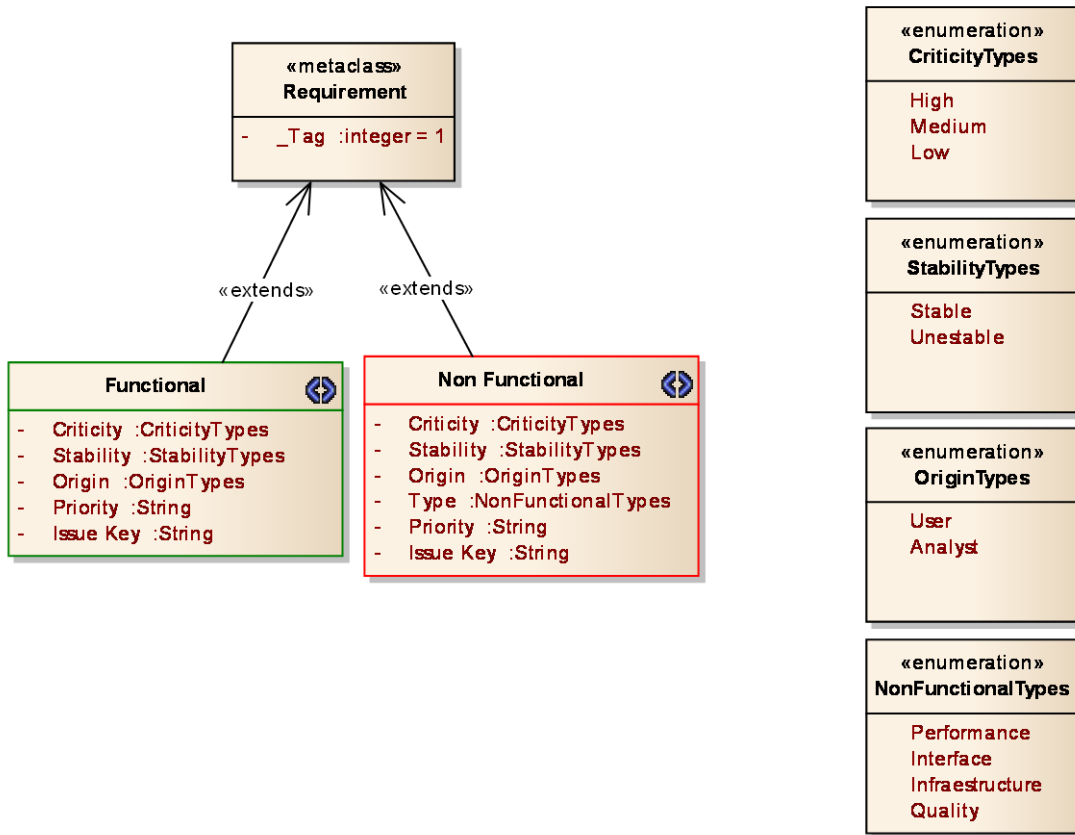 «metaclass»
Requirement
- _Tag :integer = 1
«extends»
«extends»
Functional
- Criticity :CriticityTypes
- Stability :StabilityTypes
- Origin :OriginTypes
- Priority :String
- Issue Key :String
Non Functional
- Criticity :CriticityTypes
- Stability :StabilityTypes
- Origin :OriginTypes
- Type :NonFunctionalTypes
- Priority :String
- Issue Key :String
«enumeration»
CriticityTypes
High
Medium
Low
«enumeration»
StabilityTypes
Stable
Unestable
«enumeration»
OriginTypes
User
Analyst
«enumeration»
NonFunctionalTypes
Performance
Interface
Infraestructure
Quality